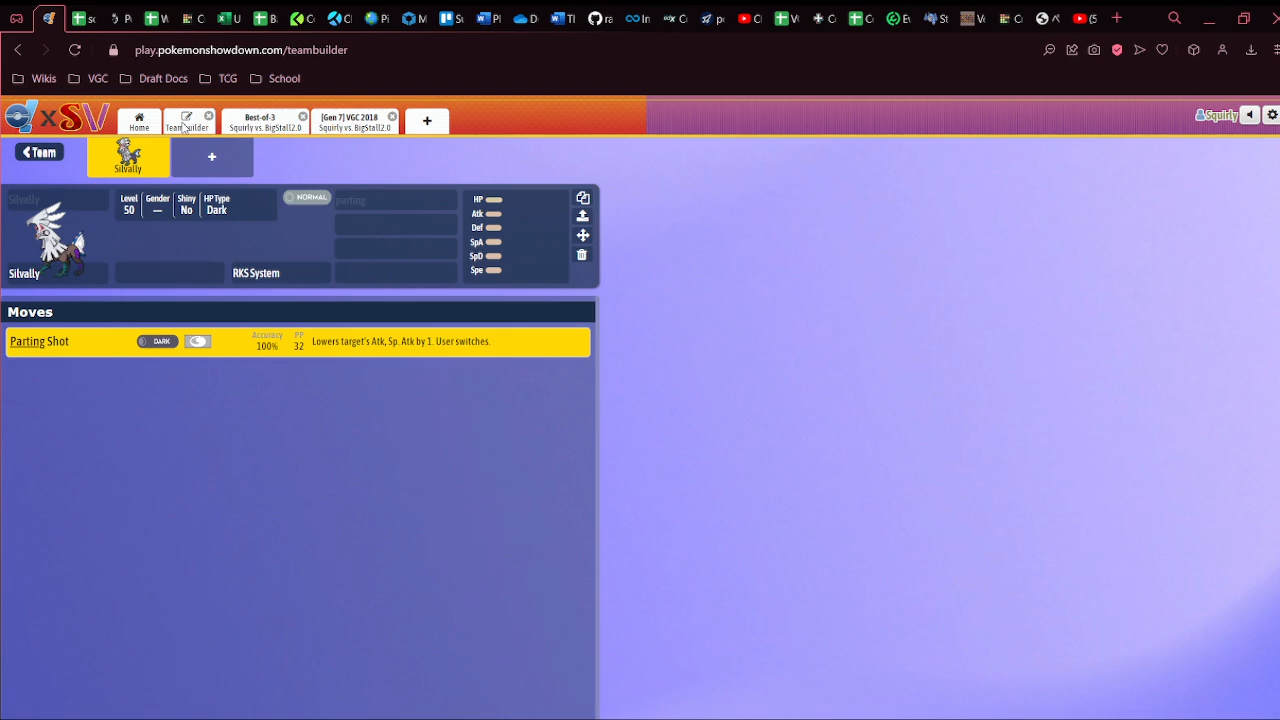 play.pokemonshowdown.com/teambuilder
Wikis VGC Draft Docs TCG School
x SV
Home
Teambuilder
Best-of-3
Squirly vs. BigStall2.0
[Gen 7] VGC 2018
Squirly vs. BigStall2.0
+
Squirly
Team
Silvally
+
Silvally
Level Gender Shiny HP Type
50 — No Dark
NORMAL
parting
Silvally
RKS System
HP
Atk
Def
SpA
SpD
Spe
Moves
Parting Shot DARK Accuracy 100% PP 32 Lowers target's Atk, Sp. Atk by 1. User switches.